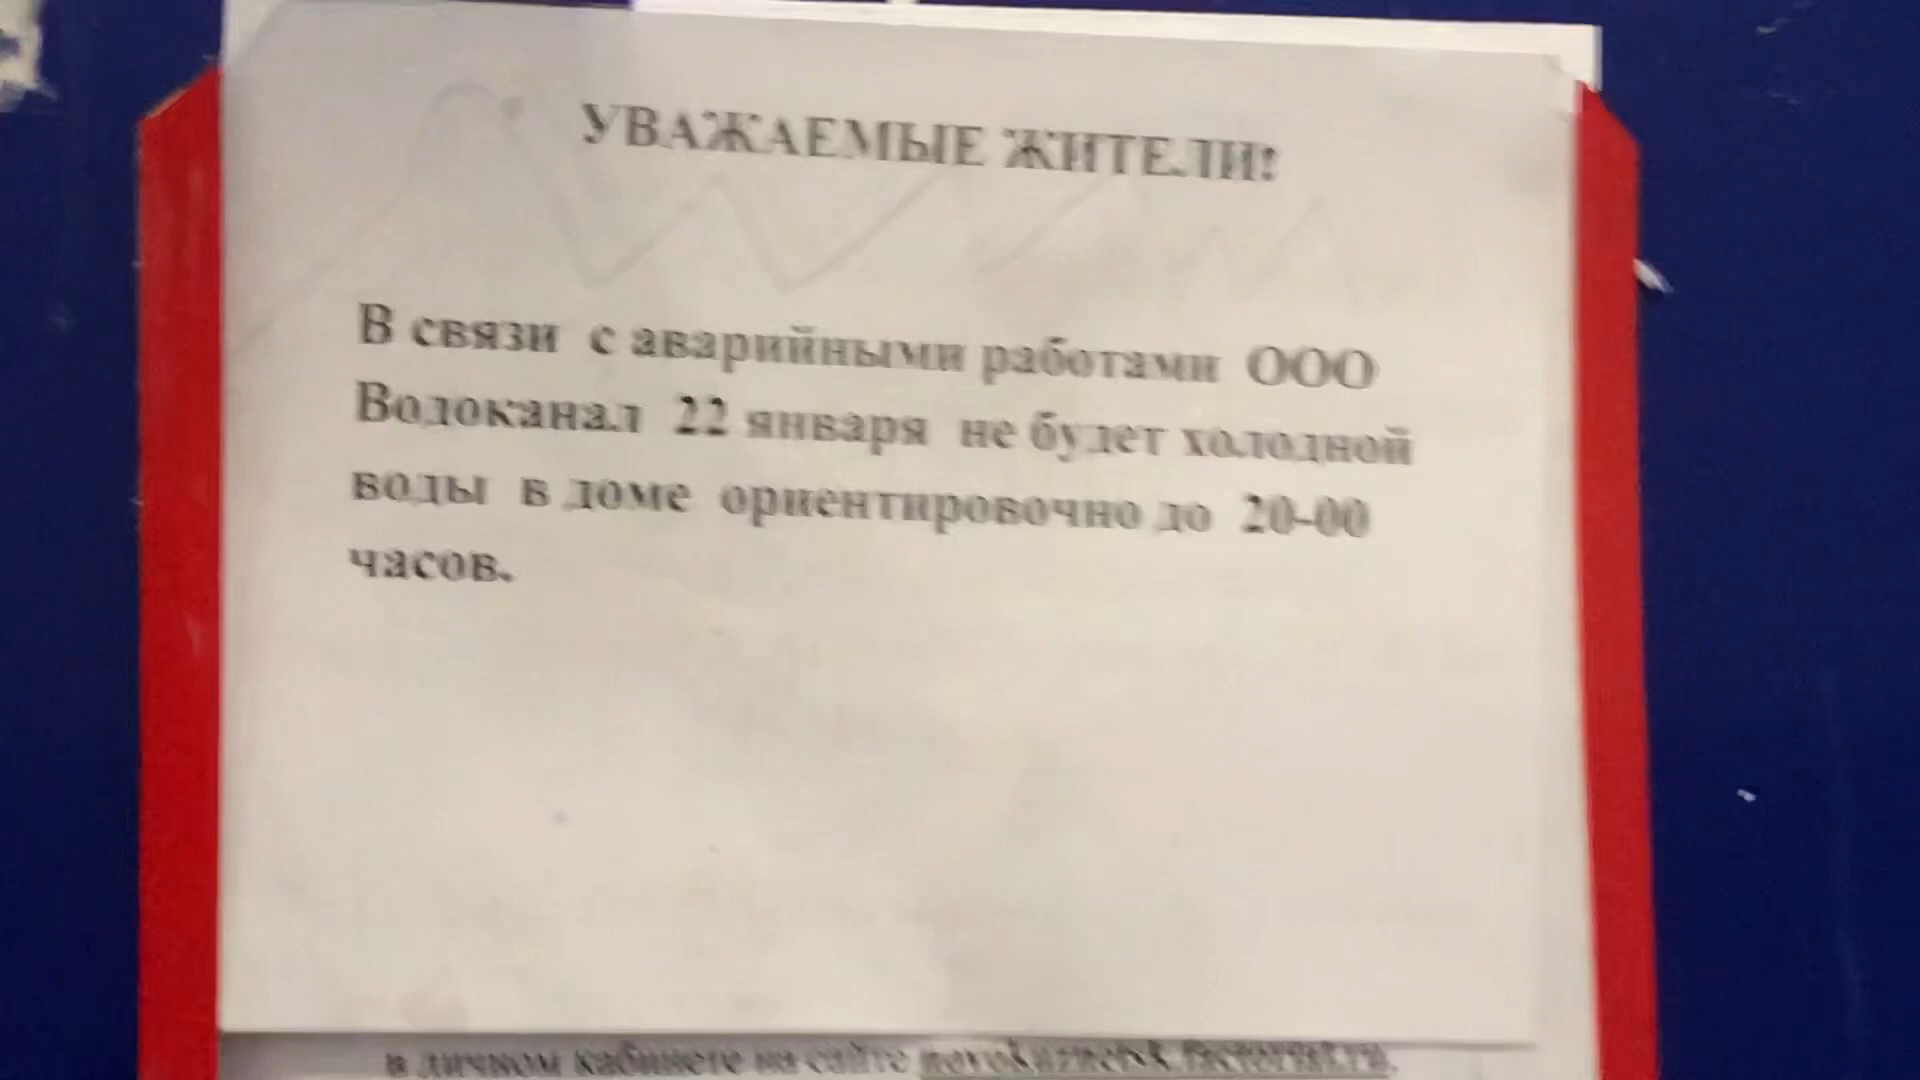 УВАЖАЕМЫЕ ЖИТЕЛИ!
В связи с аварийными работами ООО
Водоканал 22 января не будет холодной
воды в доме ориентировочно до 20-00
часов.
в личном кабинете на сайте